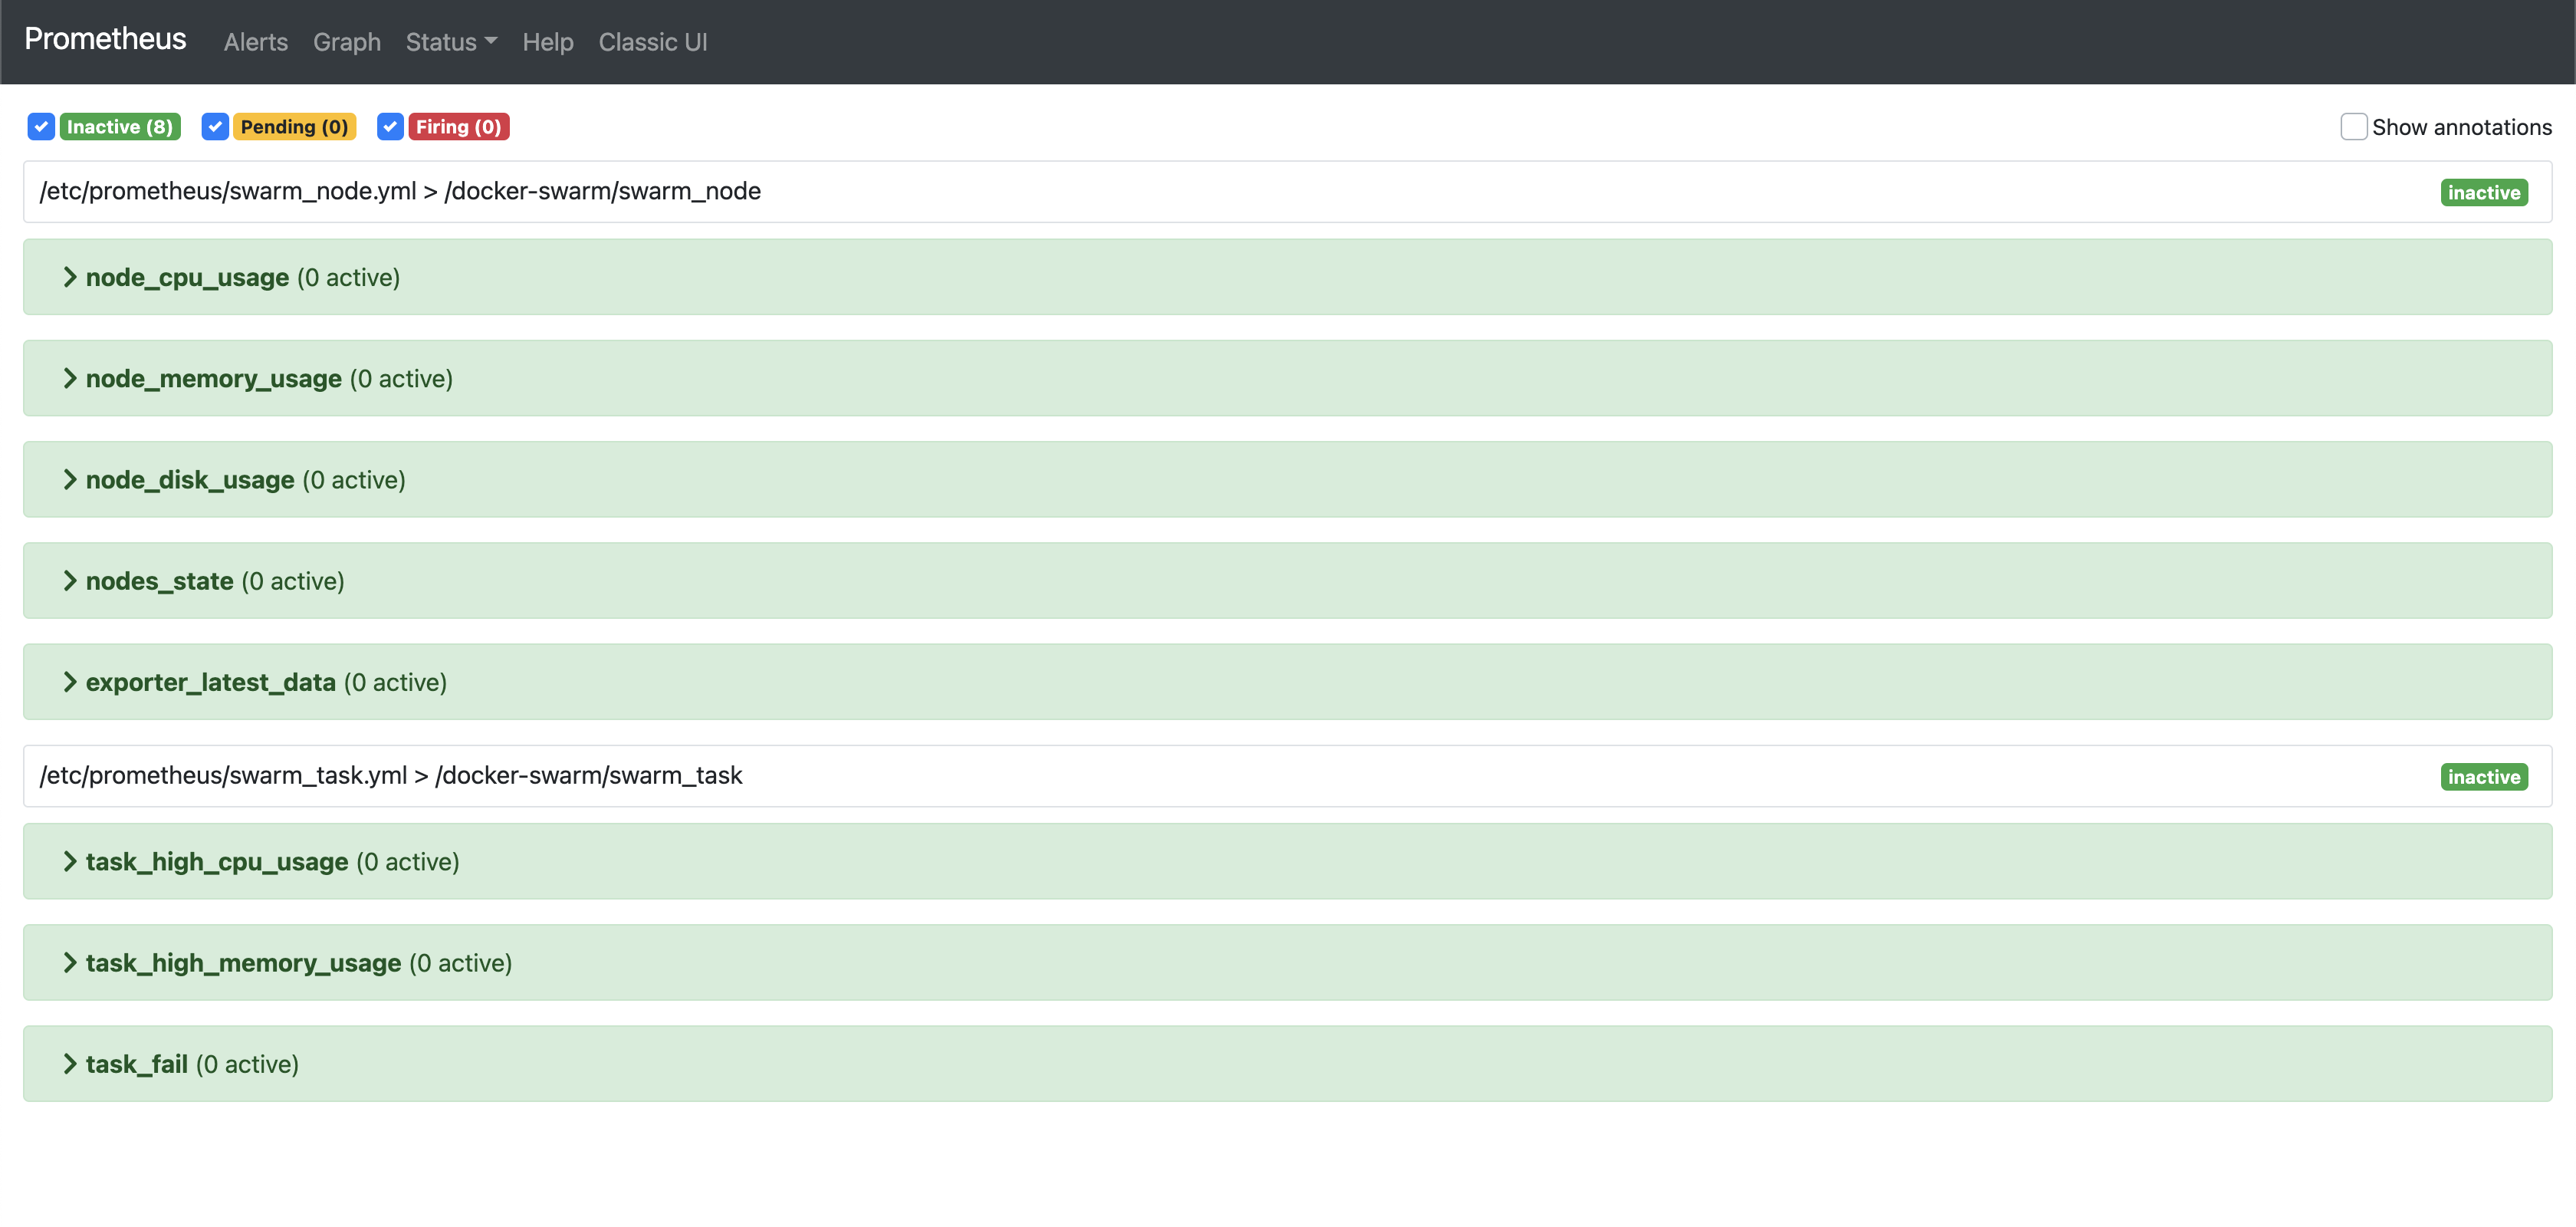 Prometheus Alerts Graph Status Help Classic UI
Inactive (8) Pending (0) Firing (0) Show annotations
/etc/prometheus/swarm_node.yml > /docker-swarm/swarm_node inactive
node_cpu_usage (0 active)
node_memory_usage (0 active)
node_disk_usage (0 active)
nodes_state (0 active)
exporter_latest_data (0 active)
/etc/prometheus/swarm_task.yml > /docker-swarm/swarm_task inactive
task_high_cpu_usage (0 active)
task_high_memory_usage (0 active)
task_fail (0 active)